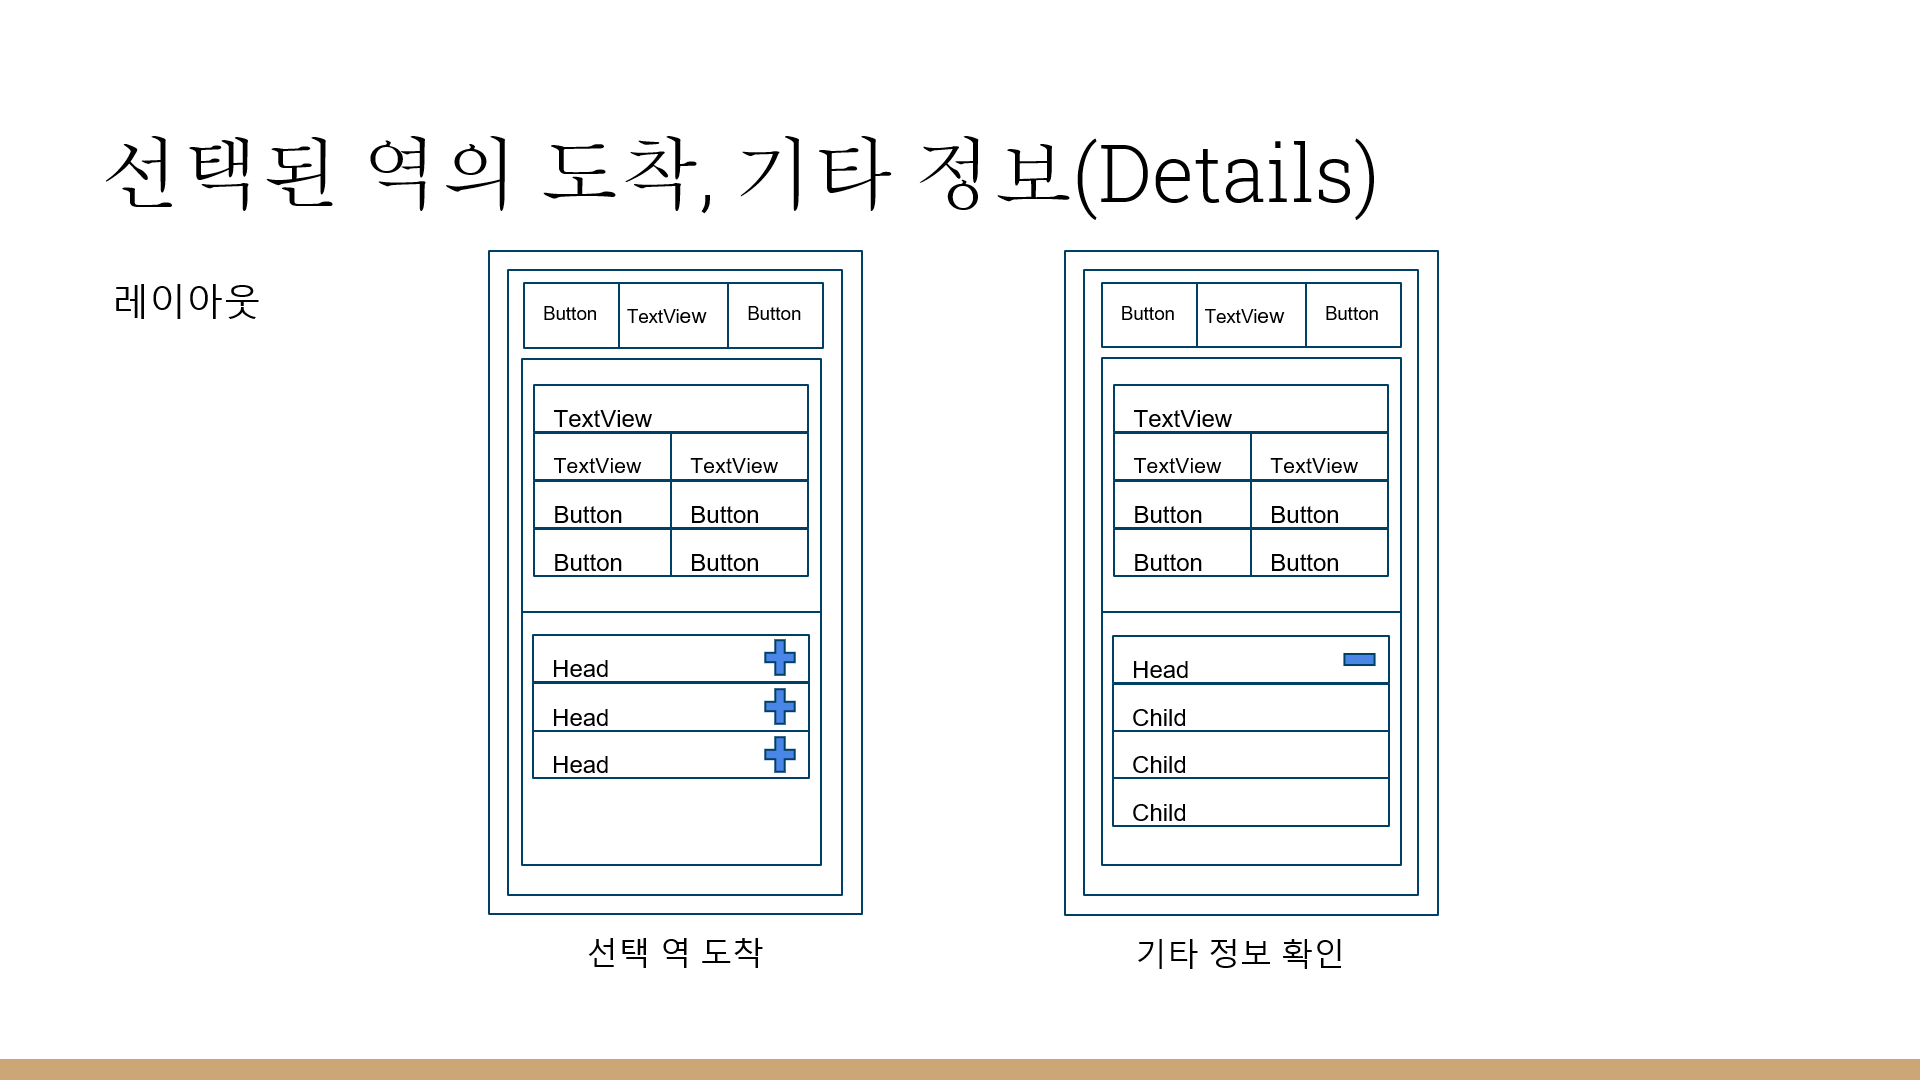 선택된 역의 도착, 기타 정보(Details)
레이아웃
Button TextView Button
TextView
TextView TextView
Button Button
Button Button
Head
Head
Head
선택 역 도착
Button TextView Button
TextView
TextView TextView
Button Button
Button Button
Head
Child
Child
Child
기타 정보 확인